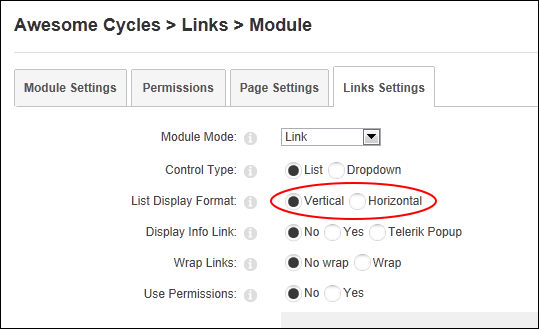 Awesome Cycles > Links > Module
Module Settings Permissions Page Settings Links Settings
Module Mode: Link
Control Type: List Dropdown
List Display Format: Vertical Horizontal
Display Info Link: No Yes Telerik Popup
Wrap Links: No wrap Wrap
Use Permissions: No Yes